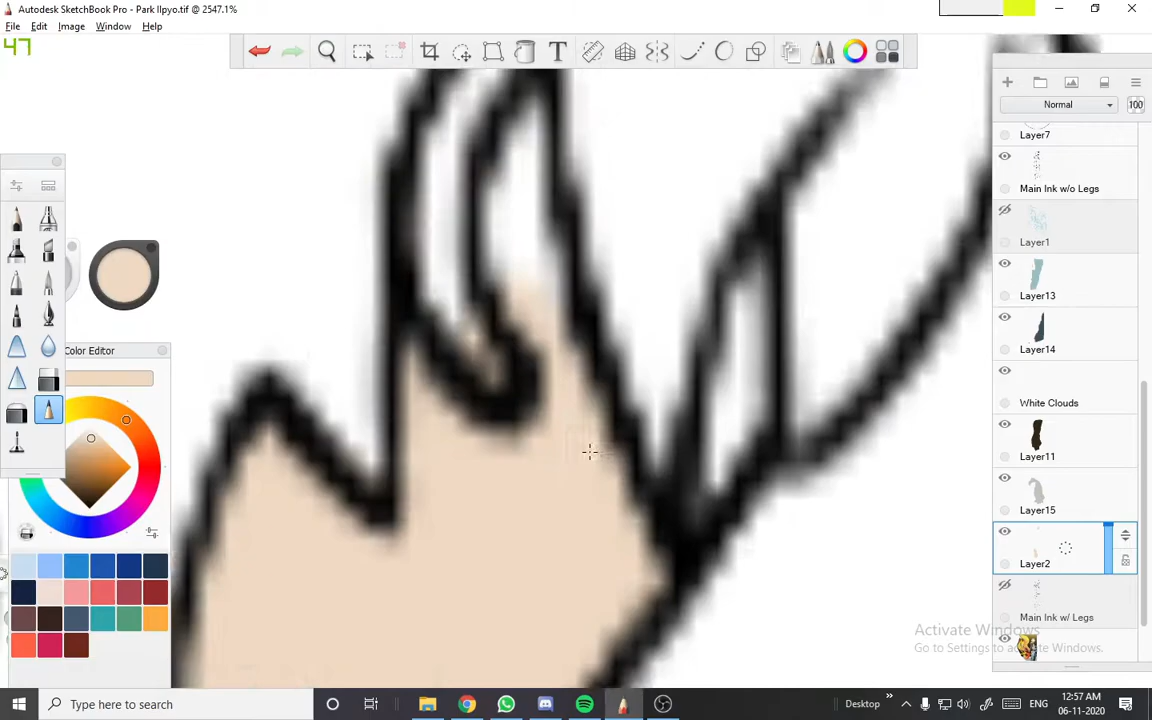 Autodesk SketchBook Pro - Park Ilpyo.tif @ 2547.1%
File Edit Image Window Help
47
T
Normal
100
Layer7
Main Ink w/o Legs
Layer1
Layer13
Layer14
White Clouds
Layer11
Layer15
Layer2
Main Ink w/ Legs
Color Editor
Activate Windows
Go to Settings to activate Windows.
Type here to search
Desktop
»
ENG
12:57 AM
06-11-2020